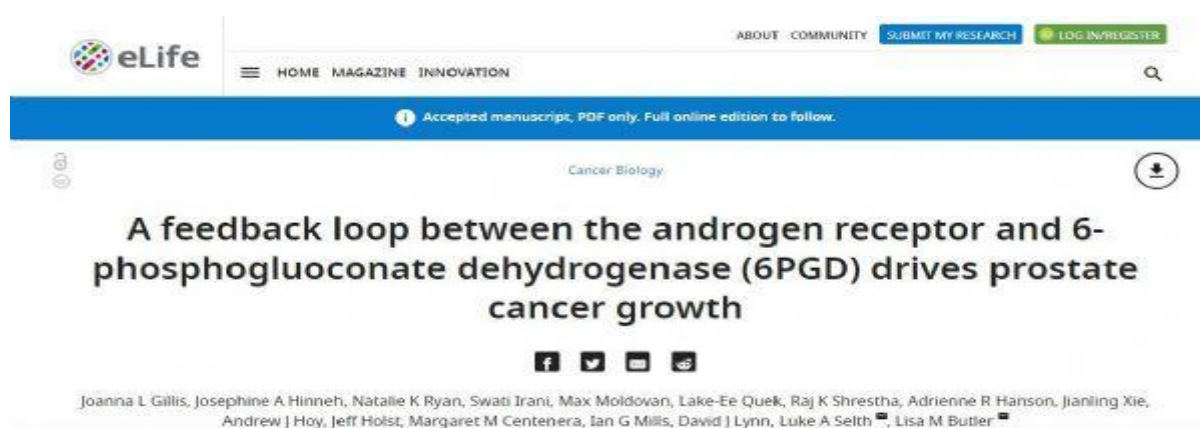 ABOUT COMMUNITY SUBMIT MY RESEARCH LOG IN/REGISTER
eLife
HOME MAGAZINE INNOVATION
Accepted manuscript, PDF only. Full online edition to follow.
Cancer Biology
A feedback loop between the androgen receptor and 6-
phosphogluoconate dehydrogenase (6PGD) drives prostate
cancer growth
Joanna L Gillis, Josephine A Hinneh, Natalie K Ryan, Swati Irani, Max Moldovan, Lake-Ee Quek, Raj K Shrestha, Adrienne R Hanson, Jianling Xie,
Andrew J Hoy, Jeff Holst, Margaret M Centenera, Ian G Mills, David J Lynn, Luke A Selth, Lisa M Butler